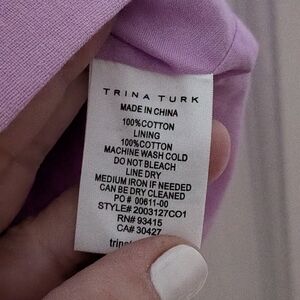 TRINA TURK
MADE IN CHINA
100%COTTON
LINING
100%COTTON
MACHINE WASH COLD
DO NOT BLEACH
LINE DRY
MEDIUM IRON IF NEEDED
CAN BE DRY CLEANED
PO # 00611-00
STYLE# 2003127CO1
RN# 93415
CA# 30427